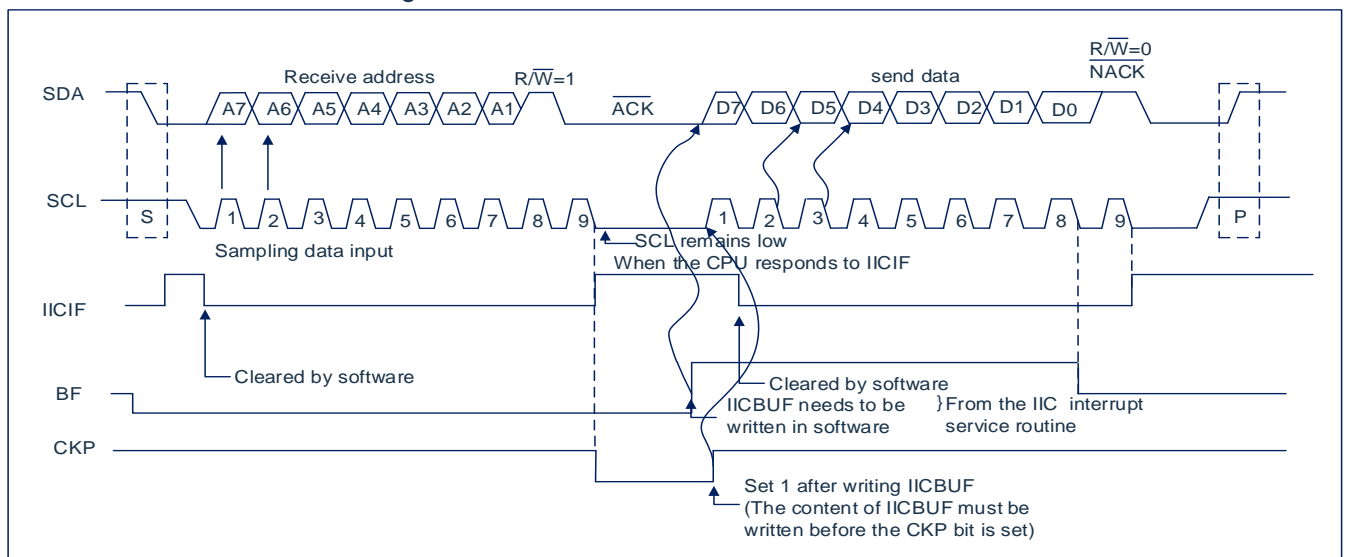 g
R/W=0
NACK
Receive address
R/W=1
send data
SDA
A7 A6 A5 A4 A3 A2 A1
ACK
D7 D6 D5 D4 D3 D2 D1 D0
SCL
S
1 2 3 4 5 6 7 8 9
1 2 3 4 5 6 7 8 9
P
Sampling data input
SCL remains low
When the CPU responds to IICIF
IICIF
Cleared by software
Cleared by software
BF
IICBUF needs to be
written in software
}From the IIC interrupt
service routine
CKP
Set 1 after writing IICBUF
(The content of IICBUF must be
written before the CKP bit is set)